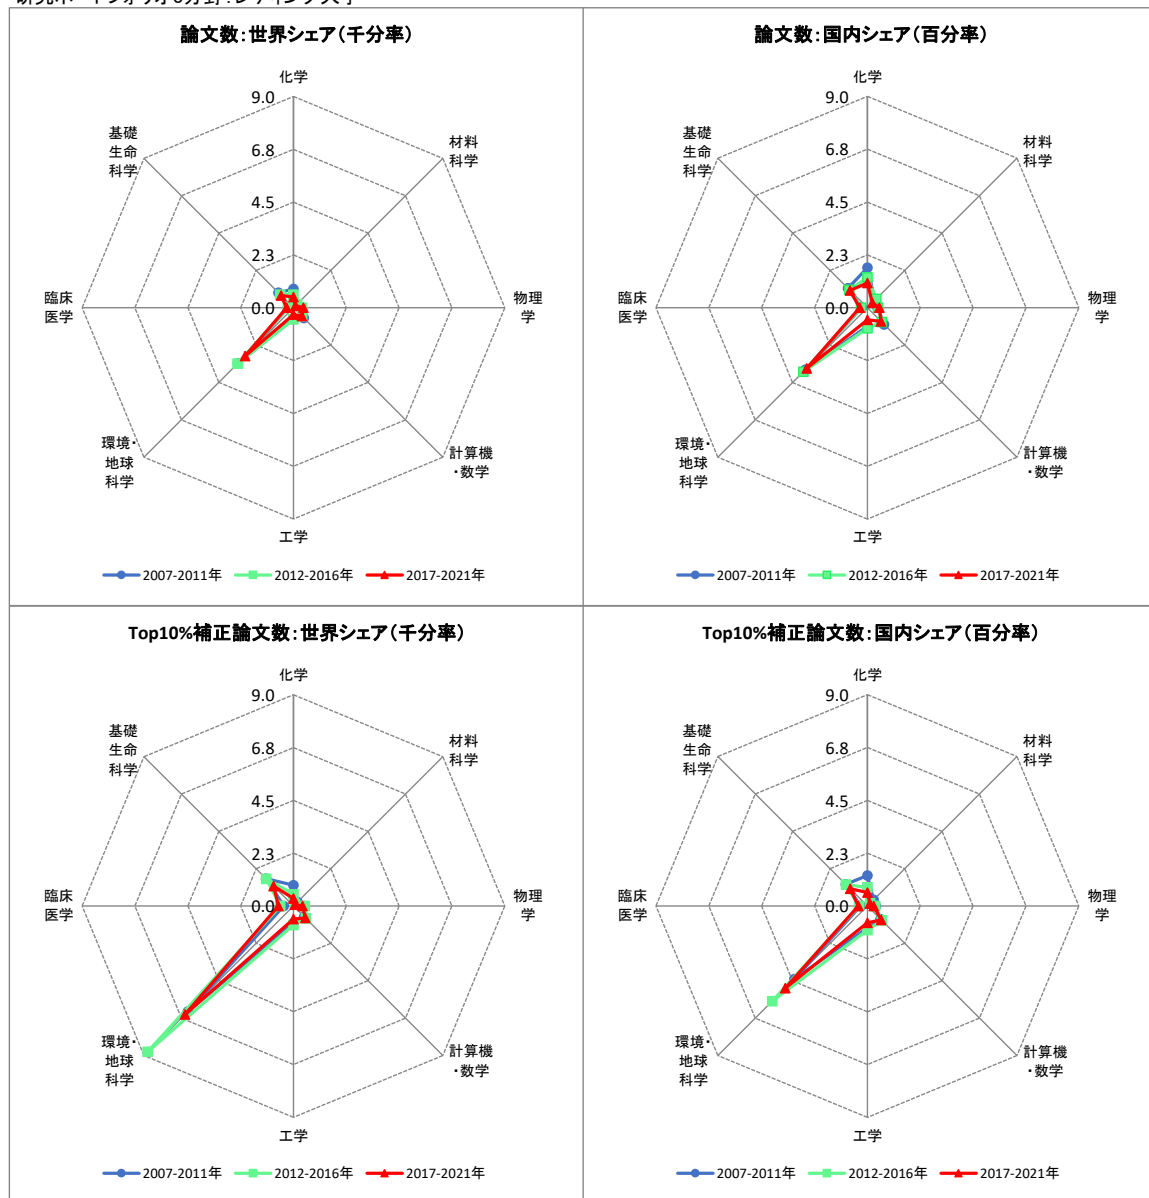 論文数:世界シェア(千分率)
化学
9.0
6.8
4.5
2.3
0.0
材料
科学
物理
学
計算機
・数学
工学
環境・
地球
科学
臨床
医学
基礎
生命
科学
2007-2011年
2012-2016年
2017-2021年
論文数:国内シェア(百分率)
化学
9.0
6.8
4.5
2.3
0.0
材料
科学
物理
学
計算機
・数学
工学
環境・
地球
科学
臨床
医学
基礎
生命
科学
2007-2011年
2012-2016年
2017-2021年
Top10%補正論文数:世界シェア(千分率)
化学
9.0
6.8
4.5
2.3
0.0
材料
科学
物理
学
計算機
・数学
工学
環境・
地球
科学
臨床
医学
基礎
生命
科学
2007-2011年
2012-2016年
2017-2021年
Top10%補正論文数:国内シェア(百分率)
化学
9.0
6.8
4.5
2.3
0.0
材料
科学
物理
学
計算機
・数学
工学
環境・
地球
科学
臨床
医学
基礎
生命
科学
2007-2011年
2012-2016年
2017-2021年